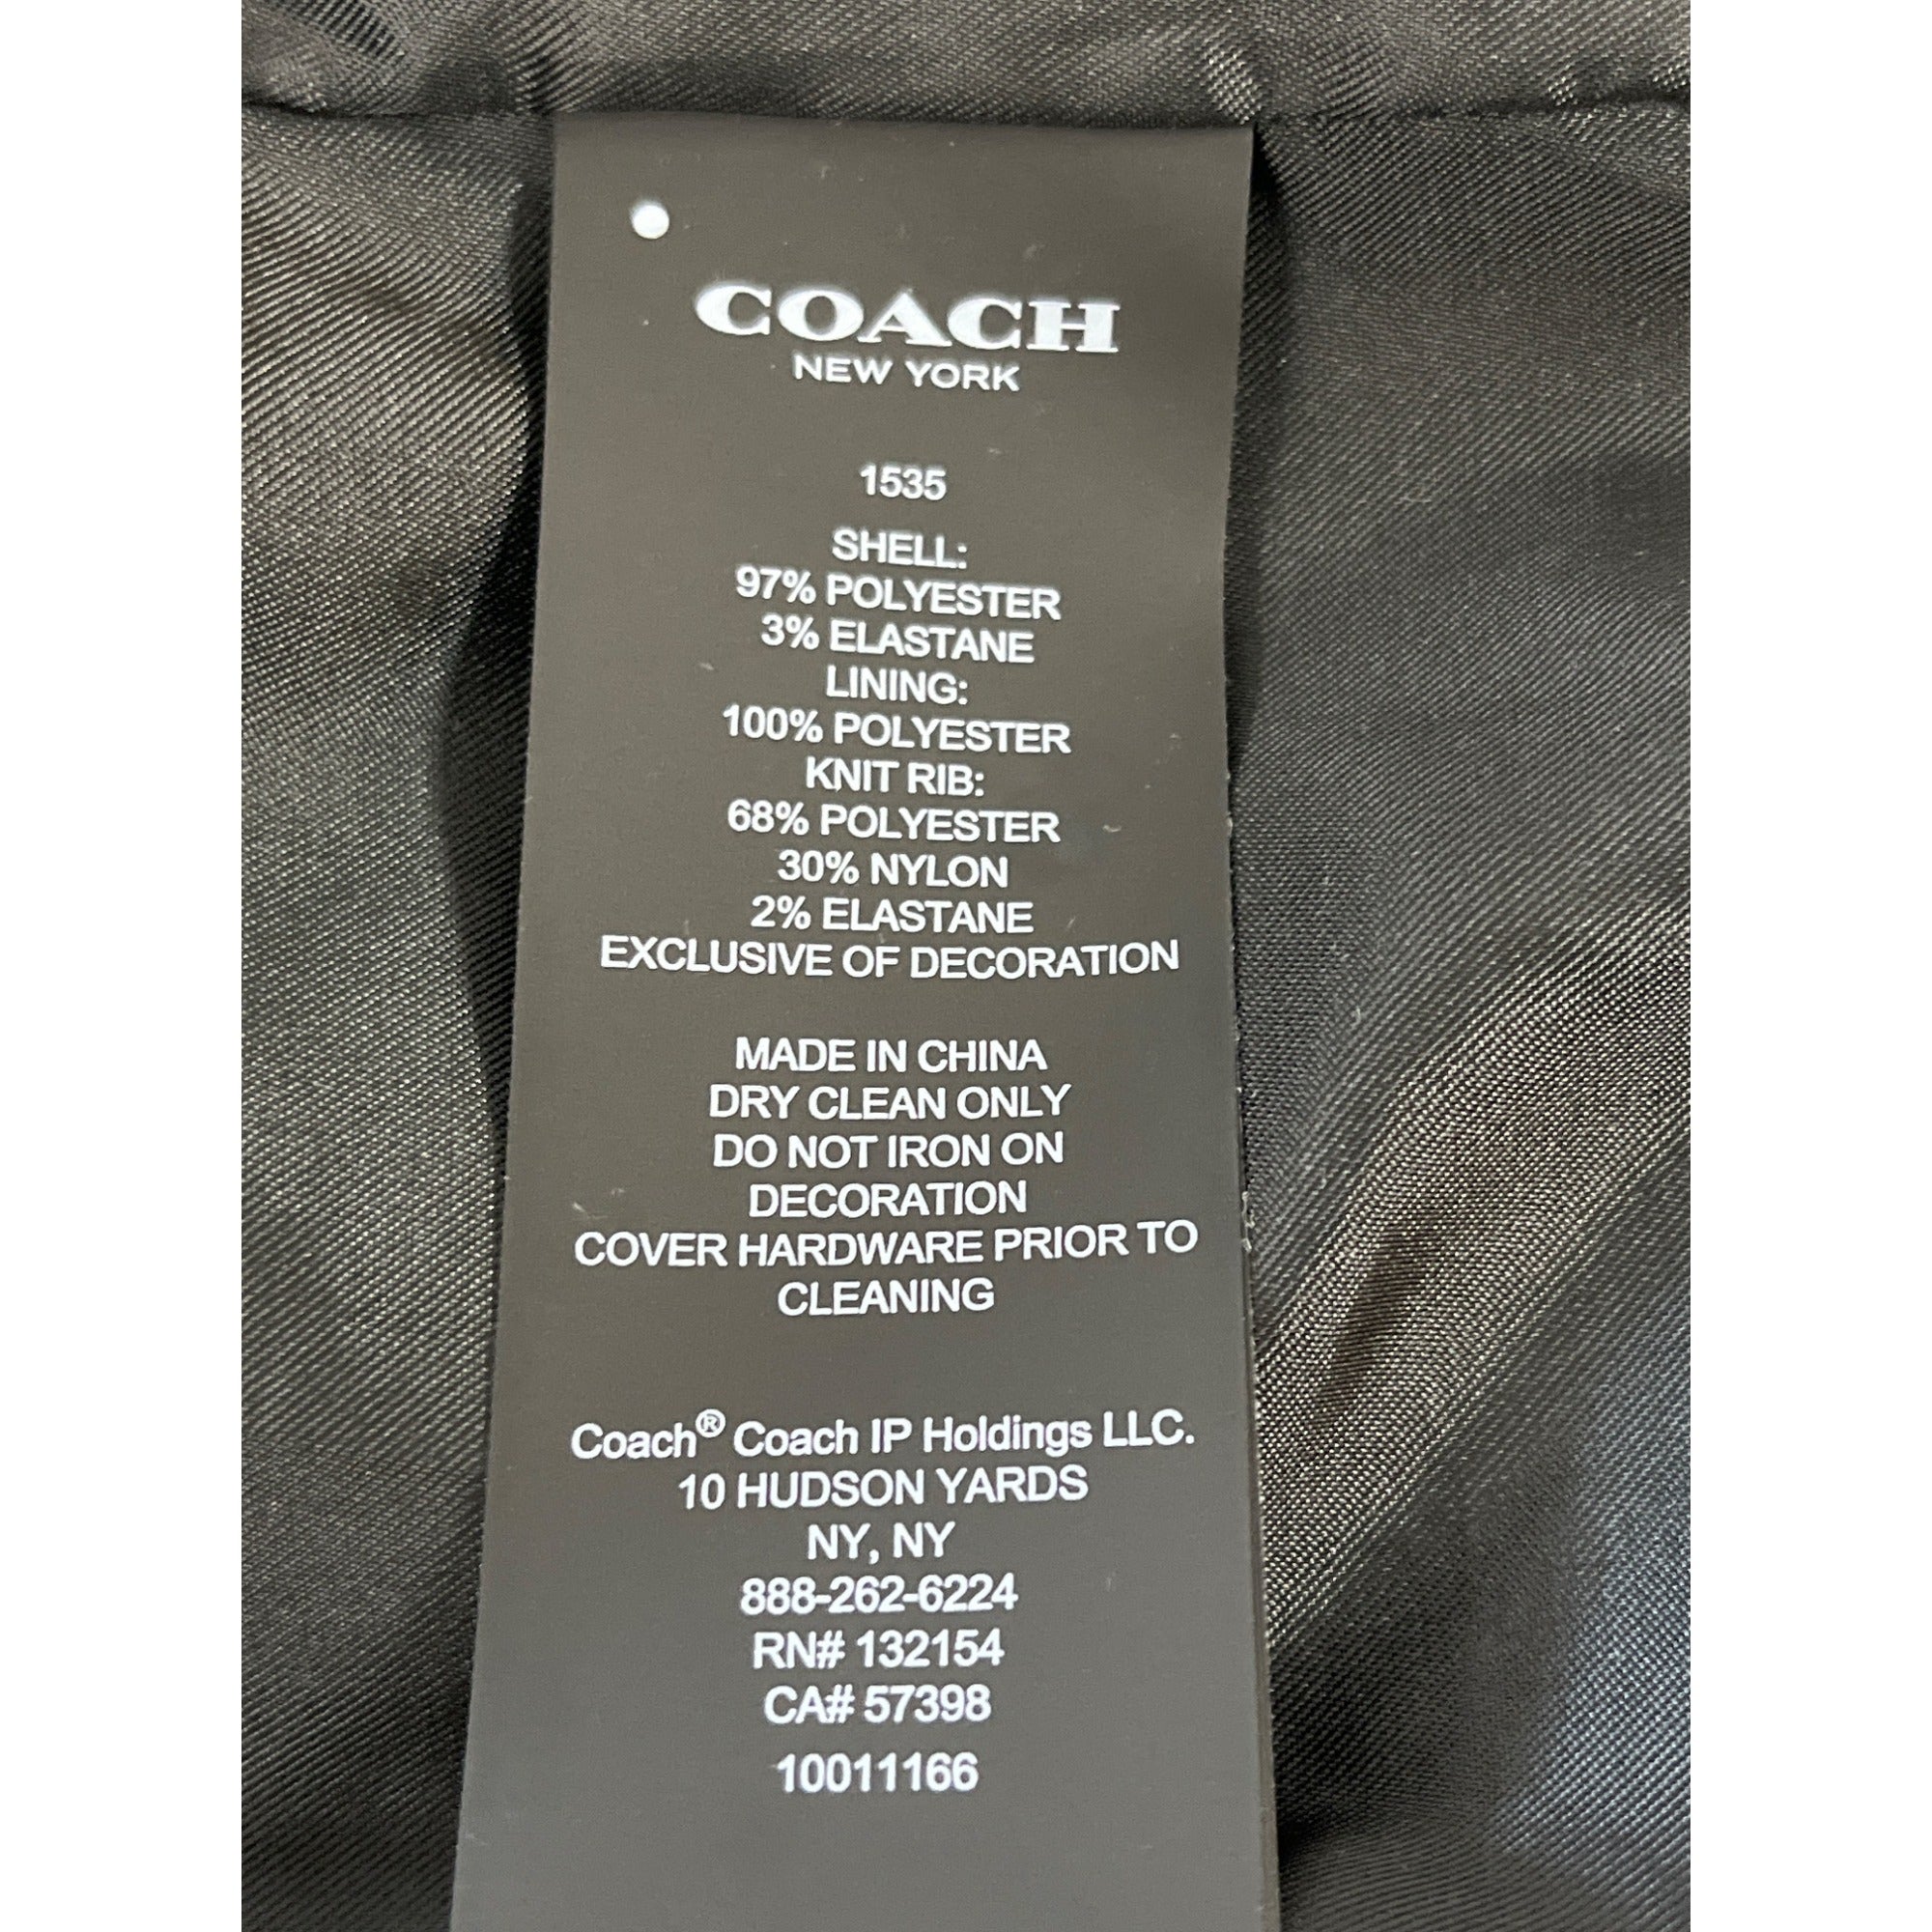 COACH
NEW YORK
1535
SHELL:
97% POLYESTER
3% ELASTANE
LINING:
100% POLYESTER
KNIT RIB:
68% POLYESTER
30% NYLON
2% ELASTANE
EXCLUSIVE OF DECORATION
MADE IN CHINA
DRY CLEAN ONLY
DO NOT IRON ON
DECORATION
COVER HARDWARE PRIOR TO
CLEANING
Coach® Coach IP Holdings LLC.
10 HUDSON YARDS
NY, NY
888-262-6224
RN# 132154
CA# 57398
10011166